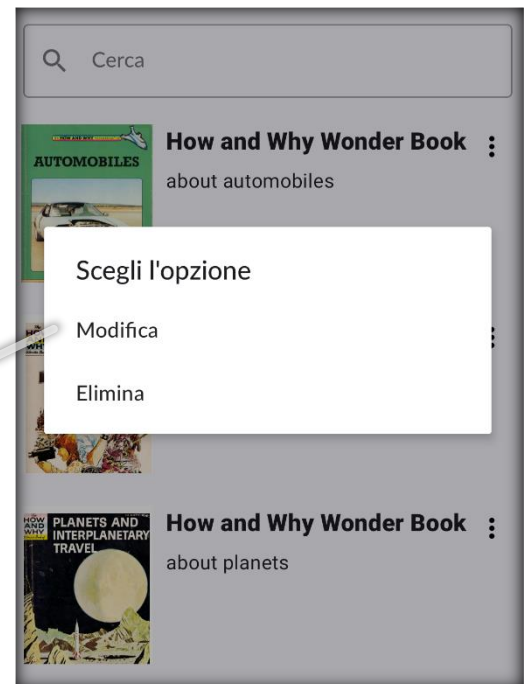 Cerca
How and Why Wonder Book
AUTOMOBILES
about automobiles
Scegli l'opzione
Modifica
Elimina
HOW AND WHY
PLANETS AND
INTERPLANETARY
TRAVEL
How and Why Wonder Book
about planets